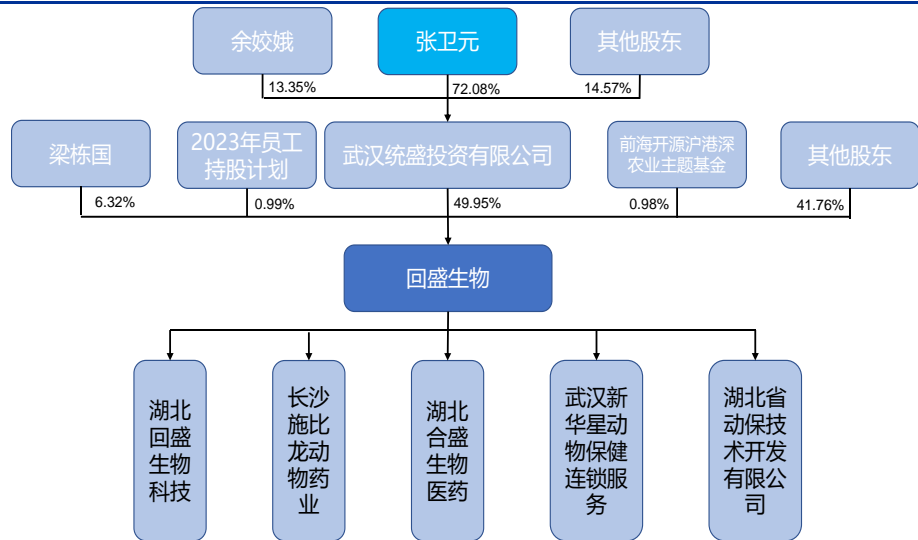 余姣娥
张卫元
其他股东
13.35%
72.08%
14.57%
梁栋国
2023年员工
持股计划
武汉统盛投资有限公司
前海开源沪港深
农业主题基金
其他股东
6.32%
0.99%
49.95%
0.98%
41.76%
回盛生物
湖北
回盛
生物
科技
长沙
施比
龙动
物药
业
湖北
合盛
生物
医药
武汉新
华星动
物保健
连锁服
务
湖北省
动保技
术开发
有限公
司